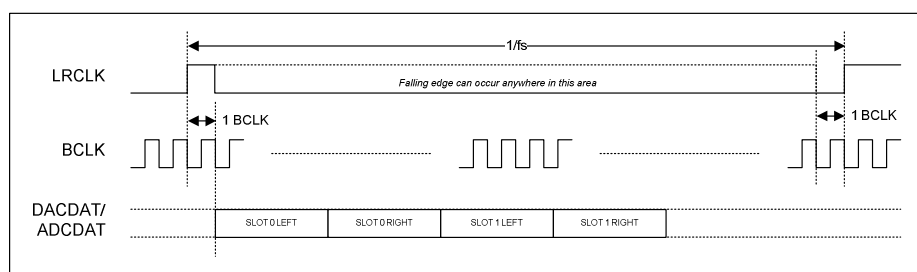 1/fs
LRCLK
Falling edge can occur anywhere in this area
1 BCLK
1 BCLK
BCLK
DACDAT/
ADCDAT
SLOT 0 LEFT
SLOT 0 RIGHT
SLOT 1 LEFT
SLOT 1 RIGHT